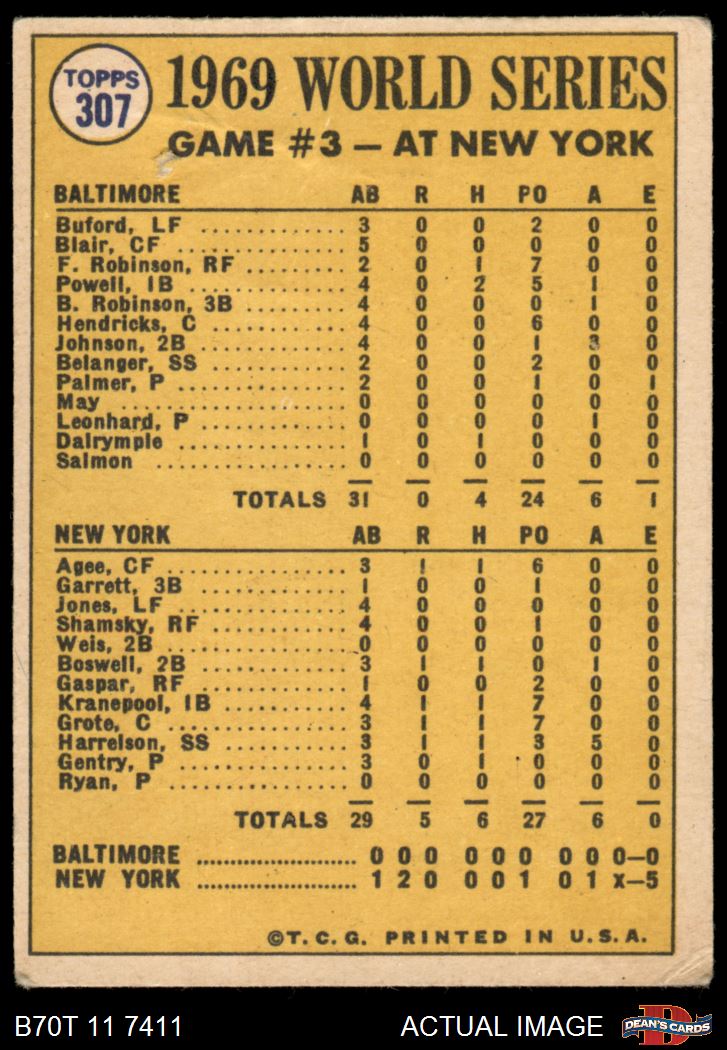 TOPPS
307
1969 WORLD SERIES
GAME #3 — AT NEW YORK
BALTIMORE AB R H PO A E
Buford, LF .............. 3 0 0 2 0 0
Blair, CF ................ 5 0 0 0 0 0
F. Robinson, RF ......... 2 0 1 7 0 0
Powell, 1B .............. 4 0 2 5 1 0
B. Robinson, 3B ......... 4 0 0 0 1 0
Hendricks, C ............ 4 0 0 6 0 0
Johnson, 2B ............. 4 0 0 1 3 0
Belanger, SS ............ 2 0 0 2 0 0
Palmer, P ............... 2 0 0 1 0 1
May ..................... 0 0 0 0 0 0
Leonhard, P ............. 0 0 0 0 1 0
Dalrymple ............... 1 0 1 0 0 0
Salmon .................. 0 0 0 0 0 0
TOTALS 31 0 4 24 6 1
NEW YORK AB R H PO A E
Agee, CF ................ 3 1 1 6 0 0
Garrett, 3B ............. 1 0 0 1 0 0
Jones, LF ............... 4 0 0 0 0 0
Shamsky, RF ............. 4 0 0 1 0 0
Weis, 2B ................ 0 0 0 0 0 0
Boswell, 2B ............. 3 1 1 0 1 0
Gaspar, RF .............. 1 0 0 2 0 0
Kranepool, 1B ........... 4 1 1 7 0 0
Grote, C ................ 3 1 1 7 0 0
Harrelson, SS ........... 3 1 1 3 5 0
Gentry, P ............... 3 0 1 0 0 0
Ryan, P ................. 0 0 0 0 0 0
TOTALS 29 5 6 27 6 0
BALTIMORE ........................ 0 0 0 0 0 0 0 0 0 0—0
NEW YORK ........................ 1 2 0 0 0 1 0 1 x—5
©T. C. G. PRINTED IN U. S. A.
B70T 11 7411 ACTUAL IMAGE D DEAN'S CARDS